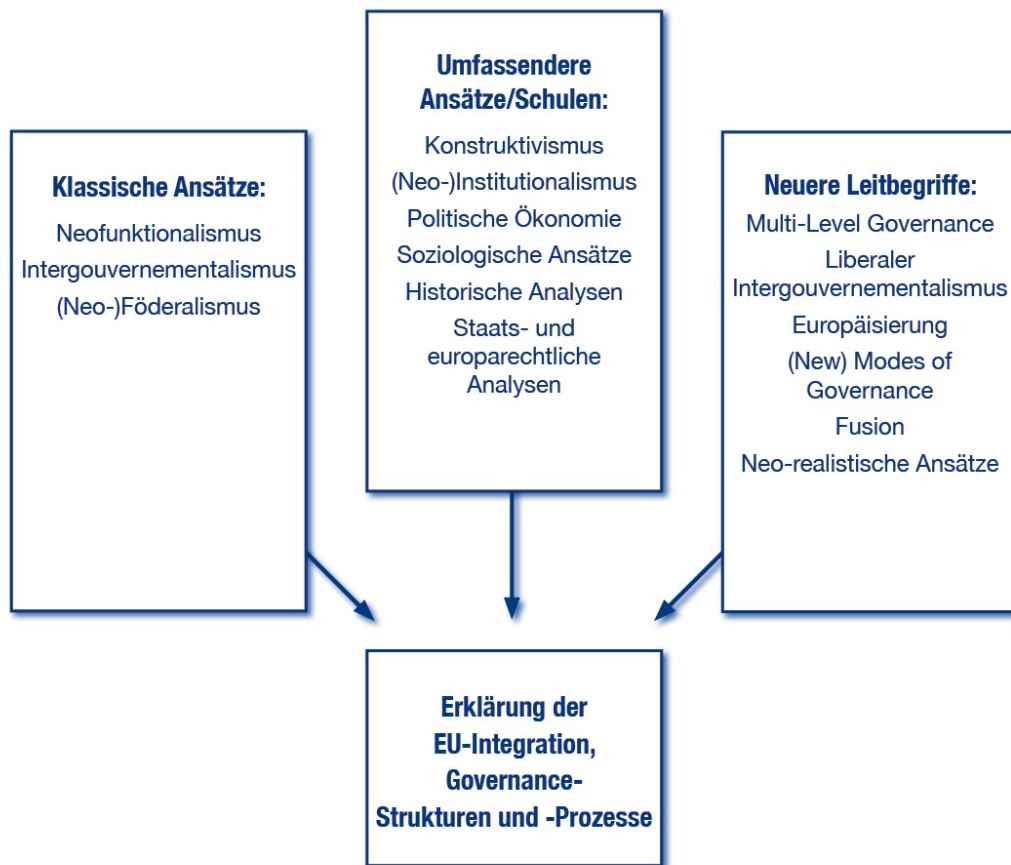 Klassische Ansätze:
Neofunktionalismus
Intergouvernementalismus
(Neo-)Föderalismus
Umfassendere
Ansätze/Schulen:
Konstruktivismus
(Neo-)Institutionalismus
Politische Ökonomie
Soziologische Ansätze
Historische Analysen
Staats- und
europarechtliche
Analysen
Neuere Leitbegriffe:
Multi-Level Governance
Liberaler
Intergouvernementalismus
Europäisierung
(New) Modes of
Governance
Fusion
Neo-realistische Ansätze
Erklärung der
EU-Integration,
Governance-
Strukturen und -Prozesse